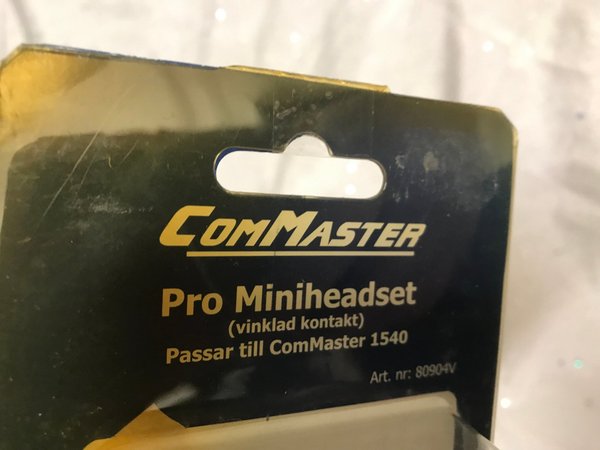 COMMASTER
Pro Miniheadset
(vinklad kontakt)
Passar till ComMaster 1540
Art. nr: 80904V